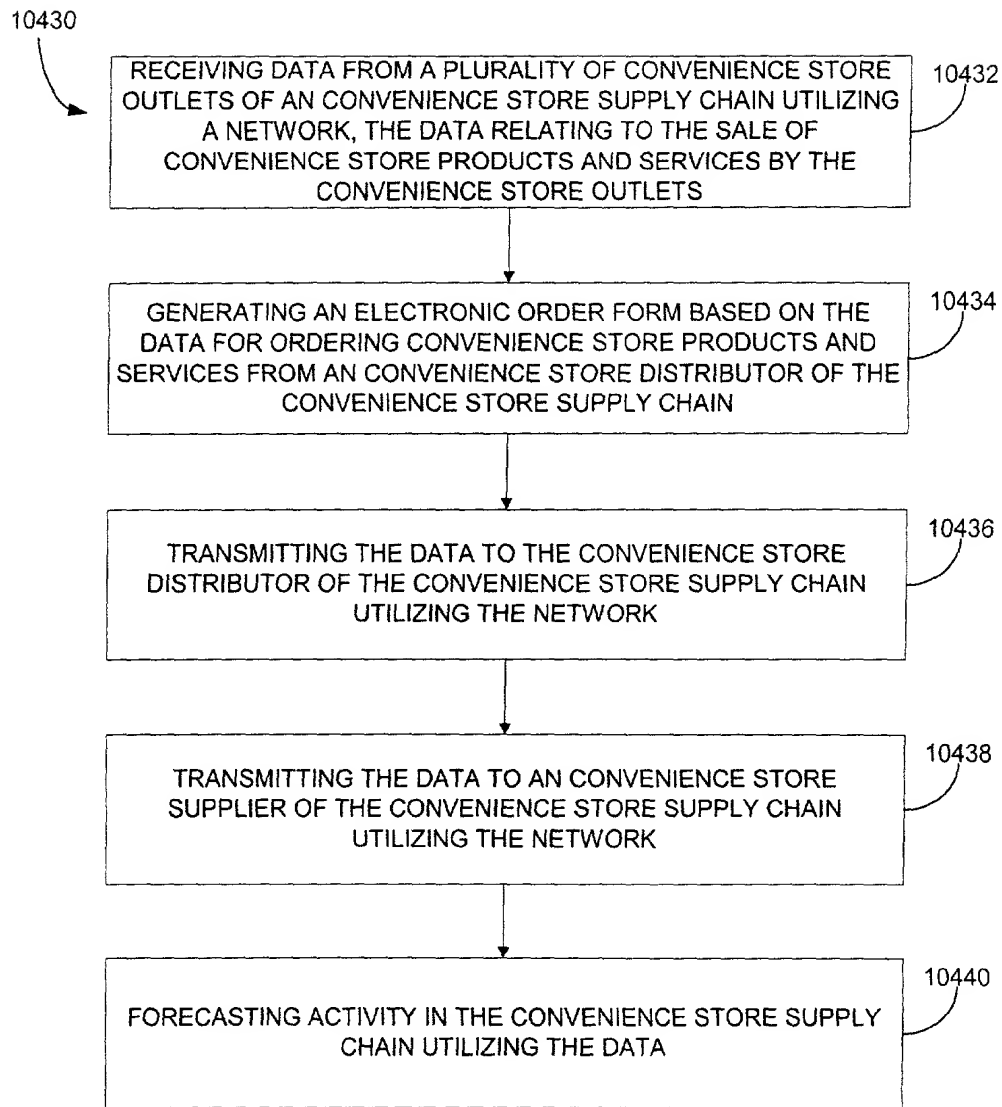 10430
RECEIVING DATA FROM A PLURALITY OF CONVENIENCE STORE
OUTLETS OF AN CONVENIENCE STORE SUPPLY CHAIN UTILIZING
A NETWORK, THE DATA RELATING TO THE SALE OF
CONVENIENCE STORE PRODUCTS AND SERVICES BY THE
CONVENIENCE STORE OUTLETS
10432
GENERATING AN ELECTRONIC ORDER FORM BASED ON THE
DATA FOR ORDERING CONVENIENCE STORE PRODUCTS AND
SERVICES FROM AN CONVENIENCE STORE DISTRIBUTOR OF THE
CONVENIENCE STORE SUPPLY CHAIN
10434
TRANSMITTING THE DATA TO THE CONVENIENCE STORE
DISTRIBUTOR OF THE CONVENIENCE STORE SUPPLY CHAIN
UTILIZING THE NETWORK
10436
TRANSMITTING THE DATA TO AN CONVENIENCE STORE
SUPPLIER OF THE CONVENIENCE STORE SUPPLY CHAIN
UTILIZING THE NETWORK
10438
FORECASTING ACTIVITY IN THE CONVENIENCE STORE SUPPLY
CHAIN UTILIZING THE DATA
10440